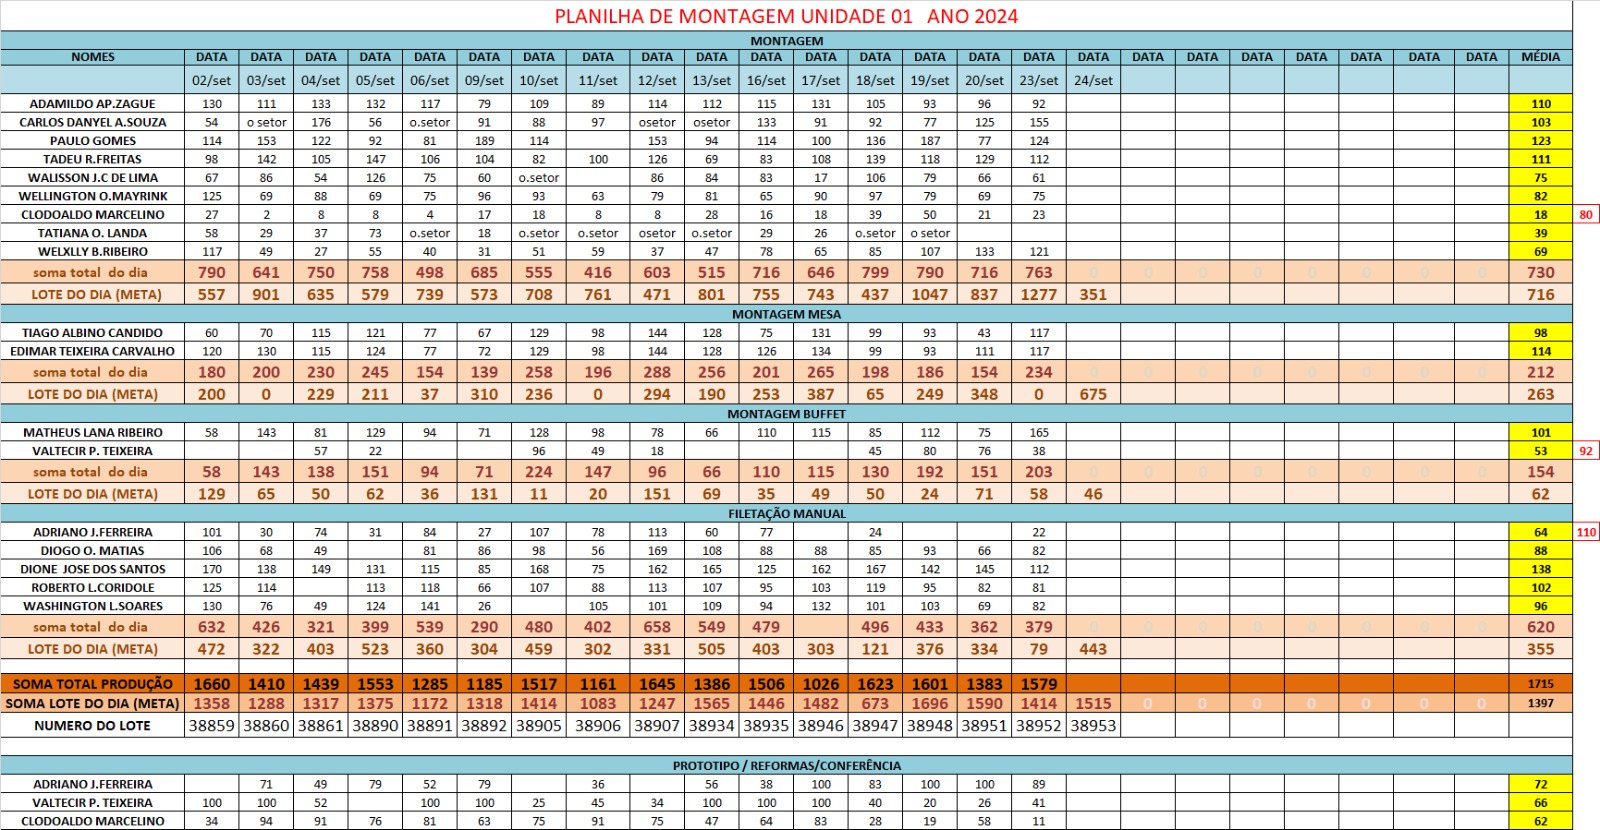 PLANILHA DE MONTAGEM UNIDADE 01 ANO 2024
MONTAGEM
NOMES DATA DATA DATA DATA DATA DATA DATA DATA DATA DATA DATA DATA DATA DATA DATA DATA DATA DATA DATA DATA DATA DATA DATA DATA MÉDIA
02/set 03/set 04/set 05/set 06/set 09/set 10/set 11/set 12/set 13/set 16/set 17/set 18/set 19/set 20/set 23/set 24/set
ADAMILDO AP.ZAGUE 130 111 133 132 117 79 109 89 114 112 115 131 105 93 96 92 110
CARLOS DANYEL A.SOUZA 54 o setor 176 56 o.setor 91 88 97 osetor osetor 133 91 92 77 125 155 103
PAULO GOMES 114 153 122 92 81 189 114 153 94 114 100 136 187 77 124 123
TADEU R.FREITAS 98 142 105 147 106 104 82 100 126 69 83 108 139 118 129 112 111
WALISSON J.C DE LIMA 67 86 54 126 75 60 o.setor 86 84 83 17 106 79 66 61 75
WELLINGTON O.MAYRINK 125 69 88 69 75 96 93 63 79 81 65 90 97 79 69 75 82
CLODOALDO MARCELINO 27 2 8 8 4 17 18 8 8 28 16 18 39 50 21 23 18 80
TATIANA O. LANDA 58 29 37 73 o.setor 18 o.setor o.setor osetor o.setor 29 26 o.setor o setor 39
WELXLLY B.RIBEIRO 117 49 27 55 40 31 51 59 37 47 78 65 85 107 133 121 69
soma total do dia 790 641 750 758 498 685 555 416 603 515 716 646 799 790 716 763 0 0 0 0 0 0 0 0 730
LOTE DO DIA (META) 557 901 635 579 739 573 708 761 471 801 755 743 437 1047 837 1277 351 716
MONTAGEM MESA
TIAGO ALBINO CANDIDO 60 70 115 121 77 67 129 98 144 128 75 131 99 93 43 117 98
EDIMAR TEIXEIRA CARVALHO 120 130 115 124 77 72 129 98 144 128 126 134 99 93 111 117 114
soma total do dia 180 200 230 245 154 139 258 196 288 256 201 265 198 186 154 234 0 0 0 0 0 0 0 0 212
LOTE DO DIA (META) 200 0 229 211 37 310 236 0 294 190 253 387 65 249 348 0 675 263
MONTAGEM BUFFET
MATHEUS LANA RIBEIRO 58 143 81 129 94 71 128 98 78 66 110 115 85 112 75 165 101
VALTECIR P. TEIXEIRA 57 22 96 49 18 45 80 76 38 53 92
soma total do dia 58 143 138 151 94 71 224 147 96 66 110 115 130 192 151 203 0 0 0 0 0 0 0 0 154
LOTE DO DIA (META) 129 65 50 62 36 131 11 20 151 69 35 49 50 24 71 58 46 62
FILETAÇÃO MANUAL
ADRIANO J.FERREIRA 101 30 74 31 84 27 107 78 113 60 77 24 22 64 110
DIOGO O. MATIAS 106 68 49 81 86 98 56 169 108 88 88 85 93 66 82 88
DIONE JOSE DOS SANTOS 170 138 149 131 115 85 168 75 162 165 125 162 167 142 145 112 138
ROBERTO L.CORIDOLE 125 114 113 118 66 107 88 113 107 95 103 119 95 82 81 102
WASHINGTON L.SOARES 130 76 49 124 141 26 105 101 109 94 132 101 103 69 82 96
soma total do dia 632 426 321 399 539 290 480 402 658 549 479 496 433 362 379 0 0 0 0 0 0 0 0 620
LOTE DO DIA (META) 472 322 403 523 360 304 459 302 331 505 403 303 121 376 334 79 443 355
SOMA TOTAL PRODUÇÃO 1660 1410 1439 1553 1285 1185 1517 1161 1645 1386 1506 1026 1623 1601 1383 1579 1715
SOMA LOTE DO DIA (META) 1358 1288 1317 1375 1172 1318 1414 1083 1247 1565 1446 1482 673 1696 1590 1414 1515 0 0 0 0 0 0 0 1397
NUMERO DO LOTE 38859 38860 38861 38890 38891 38892 38905 38906 38907 38934 38935 38946 38947 38948 38951 38952 38953
PROTOTIPO / REFORMAS/CONFERÊNCIA
ADRIANO J.FERREIRA 71 49 79 52 79 36 56 38 100 83 100 100 89 72
VALTECIR P. TEIXEIRA 100 100 52 100 100 25 45 34 100 100 100 40 20 26 41 66
CLODOALDO MARCELINO 34 94 91 76 81 63 75 91 75 47 64 83 28 19 58 11 62